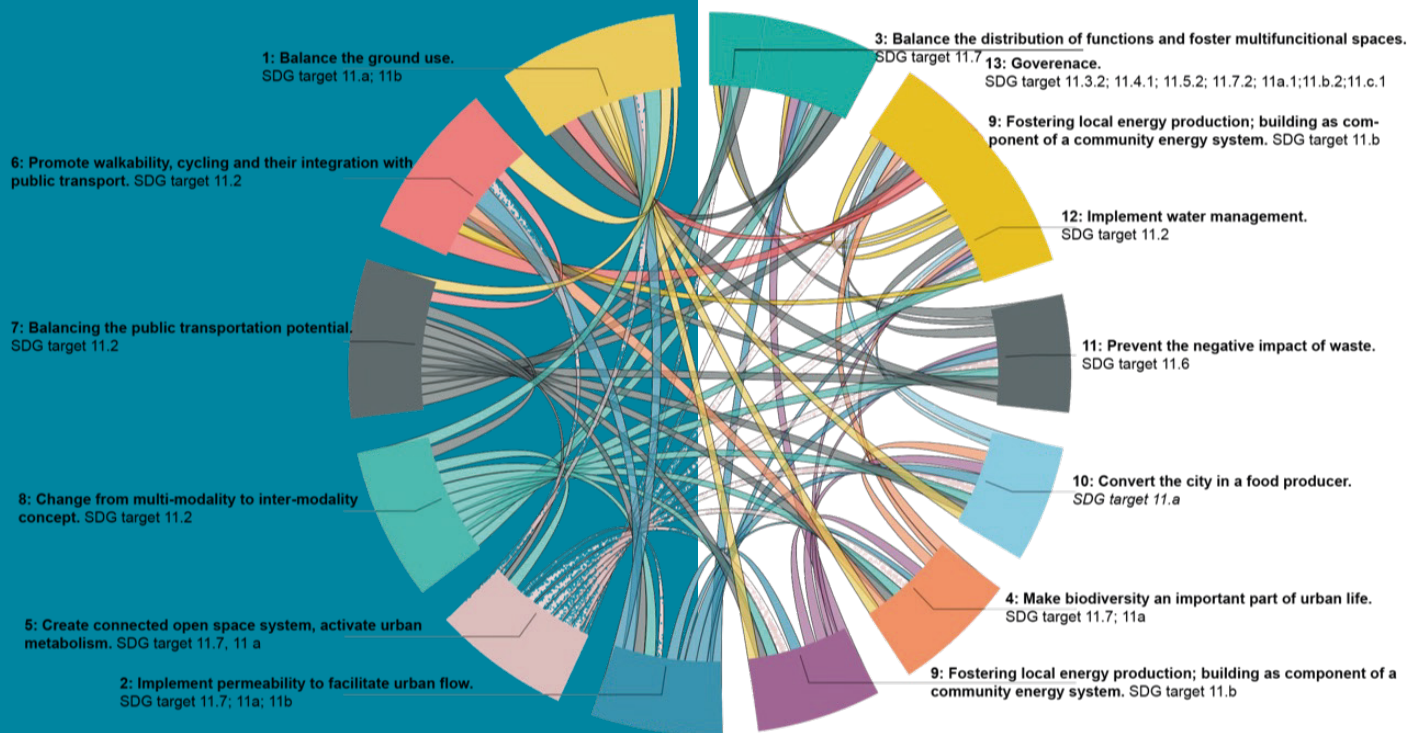 1: Balance the ground use.
SDG target 11.a; 11b
3: Balance the distribution of functions and foster multifuncitional spaces.
SDG target 11.7
13: Goverenace.
SDG target 11.3.2; 11.4.1; 11.5.2; 11.7.2; 11a.1;11.b.2;11.c.1
9: Fostering local energy production; building as com-
ponent of a community energy system. SDG target 11.b
6: Promote walkability, cycling and their integration with
public transport. SDG target 11.2
12: Implement water management.
SDG target 11.2
7: Balancing the public transportation potential.
SDG target 11.2
11: Prevent the negative impact of waste.
SDG target 11.6
8: Change from multi-modality to inter-modality
concept. SDG target 11.2
10: Convert the city in a food producer.
SDG target 11.a
5: Create connected open space system, activate urban
metabolism. SDG target 11.7, 11 a
4: Make biodiversity an important part of urban life.
SDG target 11.7; 11a
2: Implement permeability to facilitate urban flow.
SDG target 11.7; 11a; 11b
9: Fostering local energy production; building as component of a
community energy system. SDG target 11.b